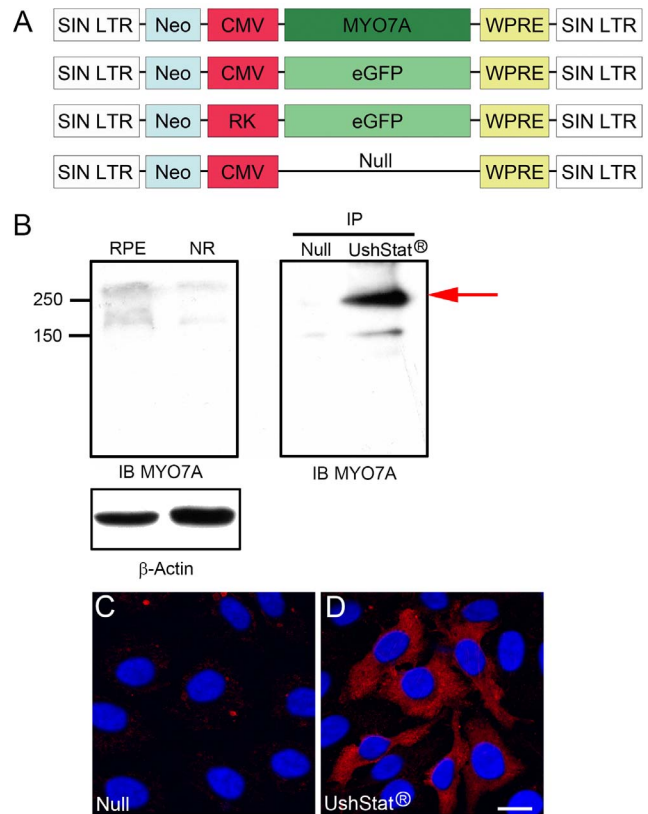 A
SIN LTR Neo CMV MYO7A WPRE SIN LTR
SIN LTR Neo CMV eGFP WPRE SIN LTR
SIN LTR Neo RK eGFP WPRE SIN LTR
SIN LTR Neo CMV Null WPRE SIN LTR
B
IP
RPE NR Null UshStat®
250
150
IB MYO7A IB MYO7A
β-Actin
C D
Null UshStat®